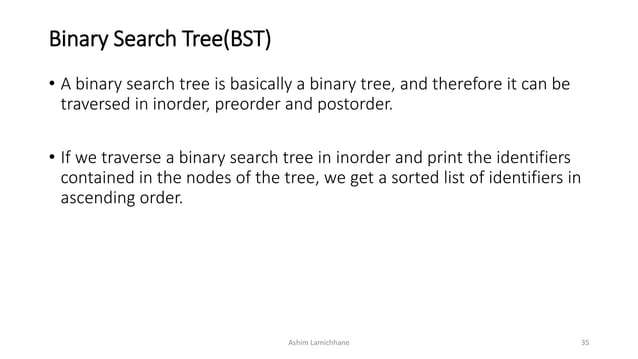 Binary Search Tree(BST)
• A binary search tree is basically a binary tree, and therefore it can be
traversed in inorder, preorder and postorder.
• If we traverse a binary search tree in inorder and print the identifiers
contained in the nodes of the tree, we get a sorted list of identifiers in
ascending order.
Ashim Lamichhane
35